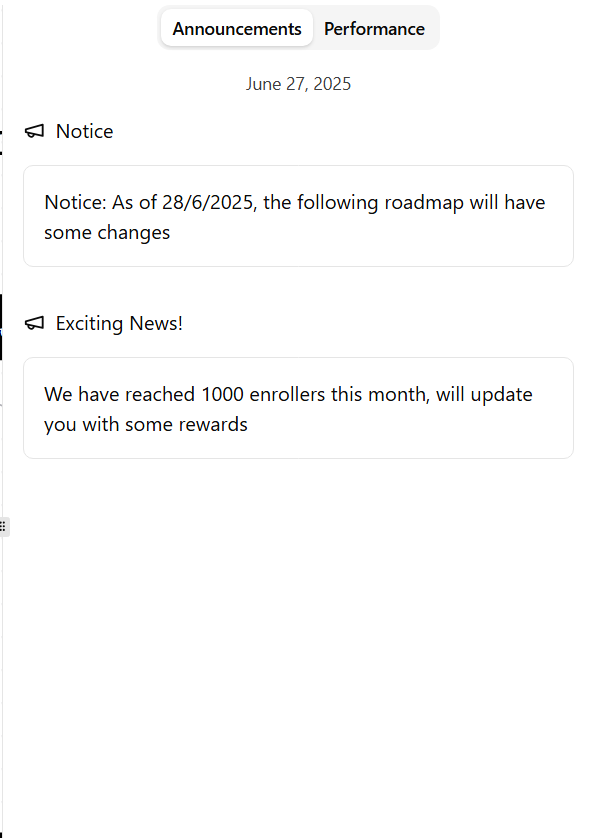 Announcements Performance
June 27, 2025
Notice
Notice: As of 28/6/2025, the following roadmap will have
some changes
Exciting News!
We have reached 1000 enrollers this month, will update
you with some rewards